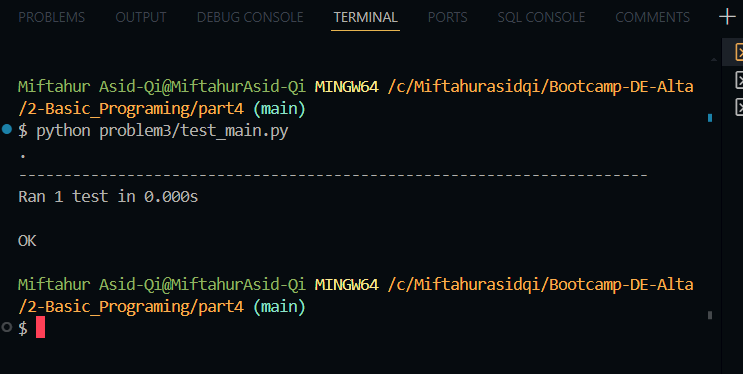 PROBLEMS OUTPUT DEBUG CONSOLE TERMINAL PORTS SQL CONSOLE COMMENTS
Miftahur Asid-Qi@MiftahurAsid-Qi MINGW64 /c/Miftahurasidqi/Bootcamp-DE-Alta
/2-Basic_Programing/part4 (main)
$ python problem3/test_main.py
.
----------------------------------------------------------------------
Ran 1 test in 0.000s
OK
Miftahur Asid-Qi@MiftahurAsid-Qi MINGW64 /c/Miftahurasidqi/Bootcamp-DE-Alta
/2-Basic_Programing/part4 (main)
$